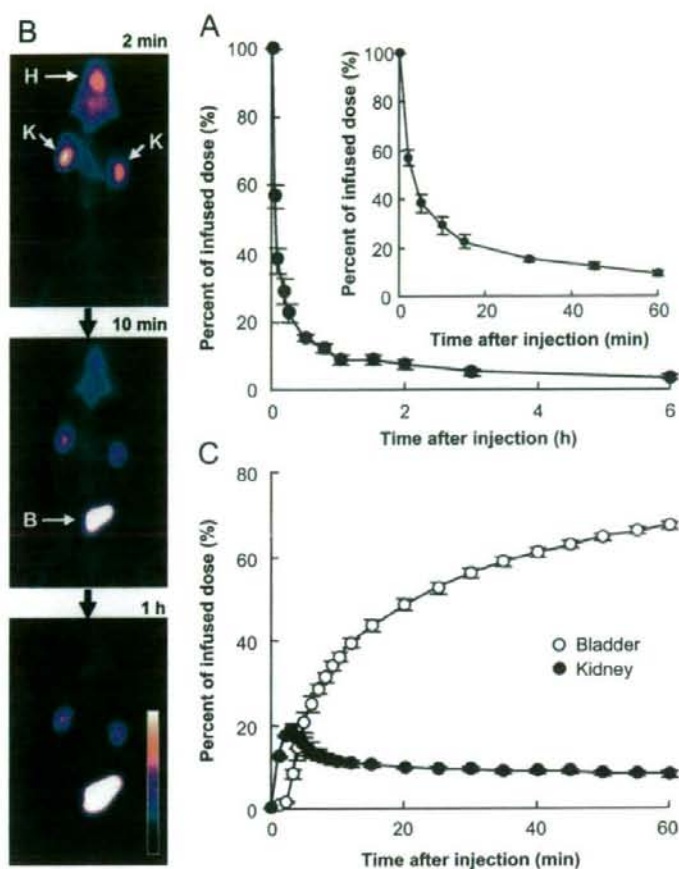 B
2 min
H
K
K
10 min
B
1 h
A
Percent of infused dose (%)
100
80
60
40
20
0
0
2
4
6
Time after injection (h)
Percent of infused dose (%)
100
80
60
40
20
0
0
20
40
60
Time after injection (min)
C
Percent of infused dose (%)
80
60
40
20
0
0
20
40
60
Bladder
Kidney
Time after injection (min)